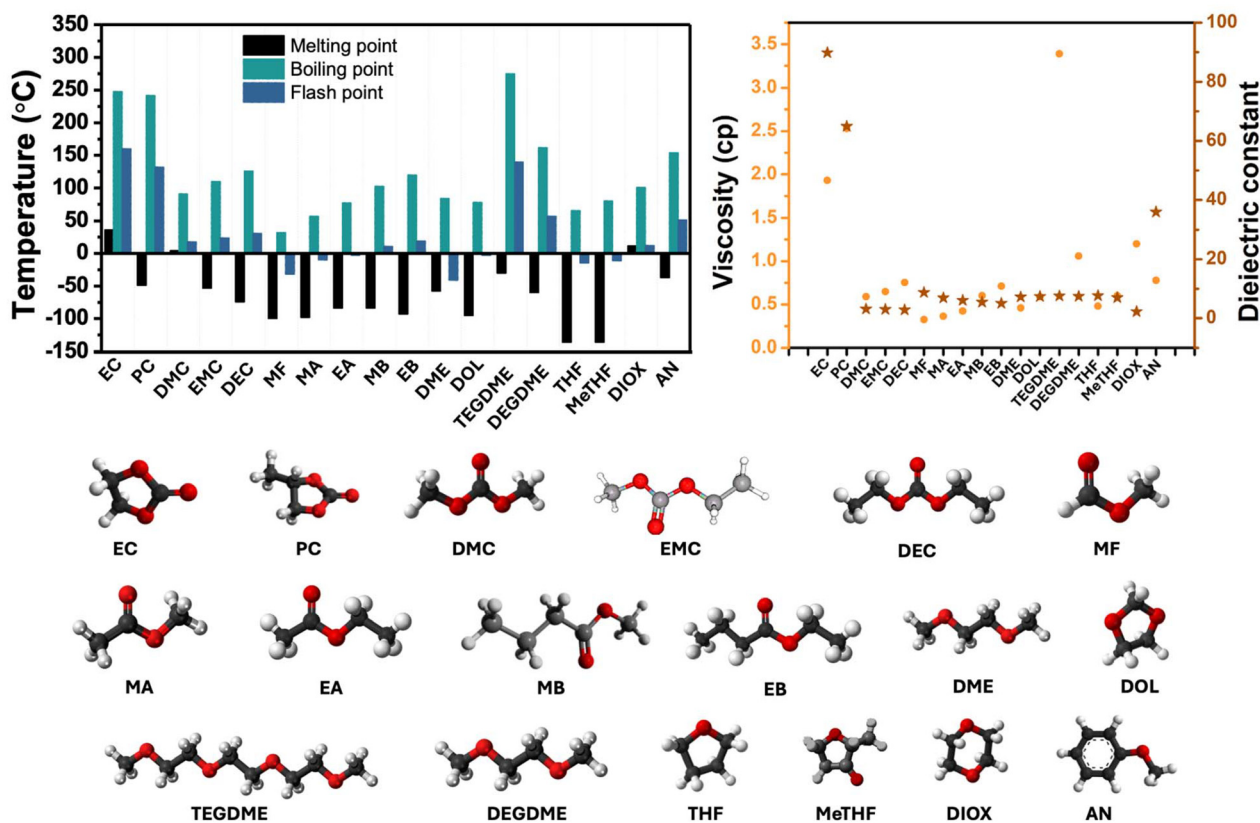 Temperature (°C)
350
300
250
200
150
100
50
0
-50
-100
-150
Melting point
Boiling point
Flash point
EC PC DMC EMC DEC MF MA EA MB EB DME DOL TEGDME DEGDME THF MeTHF DIOX AN
Viscosity (cp)
3.5
3.0
2.5
2.0
1.5
1.0
0.5
0.0
100
80
60
40
20
0
Dielectric constant
EC PC DMC EMC DEC MF MA EA MB EB DME DOL TEGDME DEGDME THF MeTHF DIOX AN
EC PC DMC EMC DEC MF
MA EA MB EB DME DOL
TEGDME DEGDME THF MeTHF DIOX AN